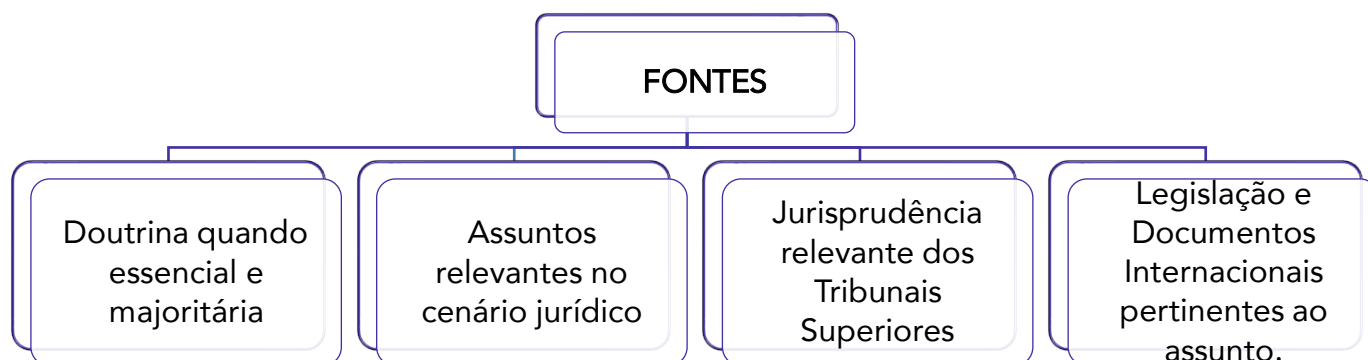 FONTES
Doutrina quando
essencial e
majoritária
Assuntos
relevantes no
cenário jurídico
Jurisprudência
relevante dos
Tribunais
Superiores
Legislação e
Documentos
Internacionais
pertinentes ao
assunto.